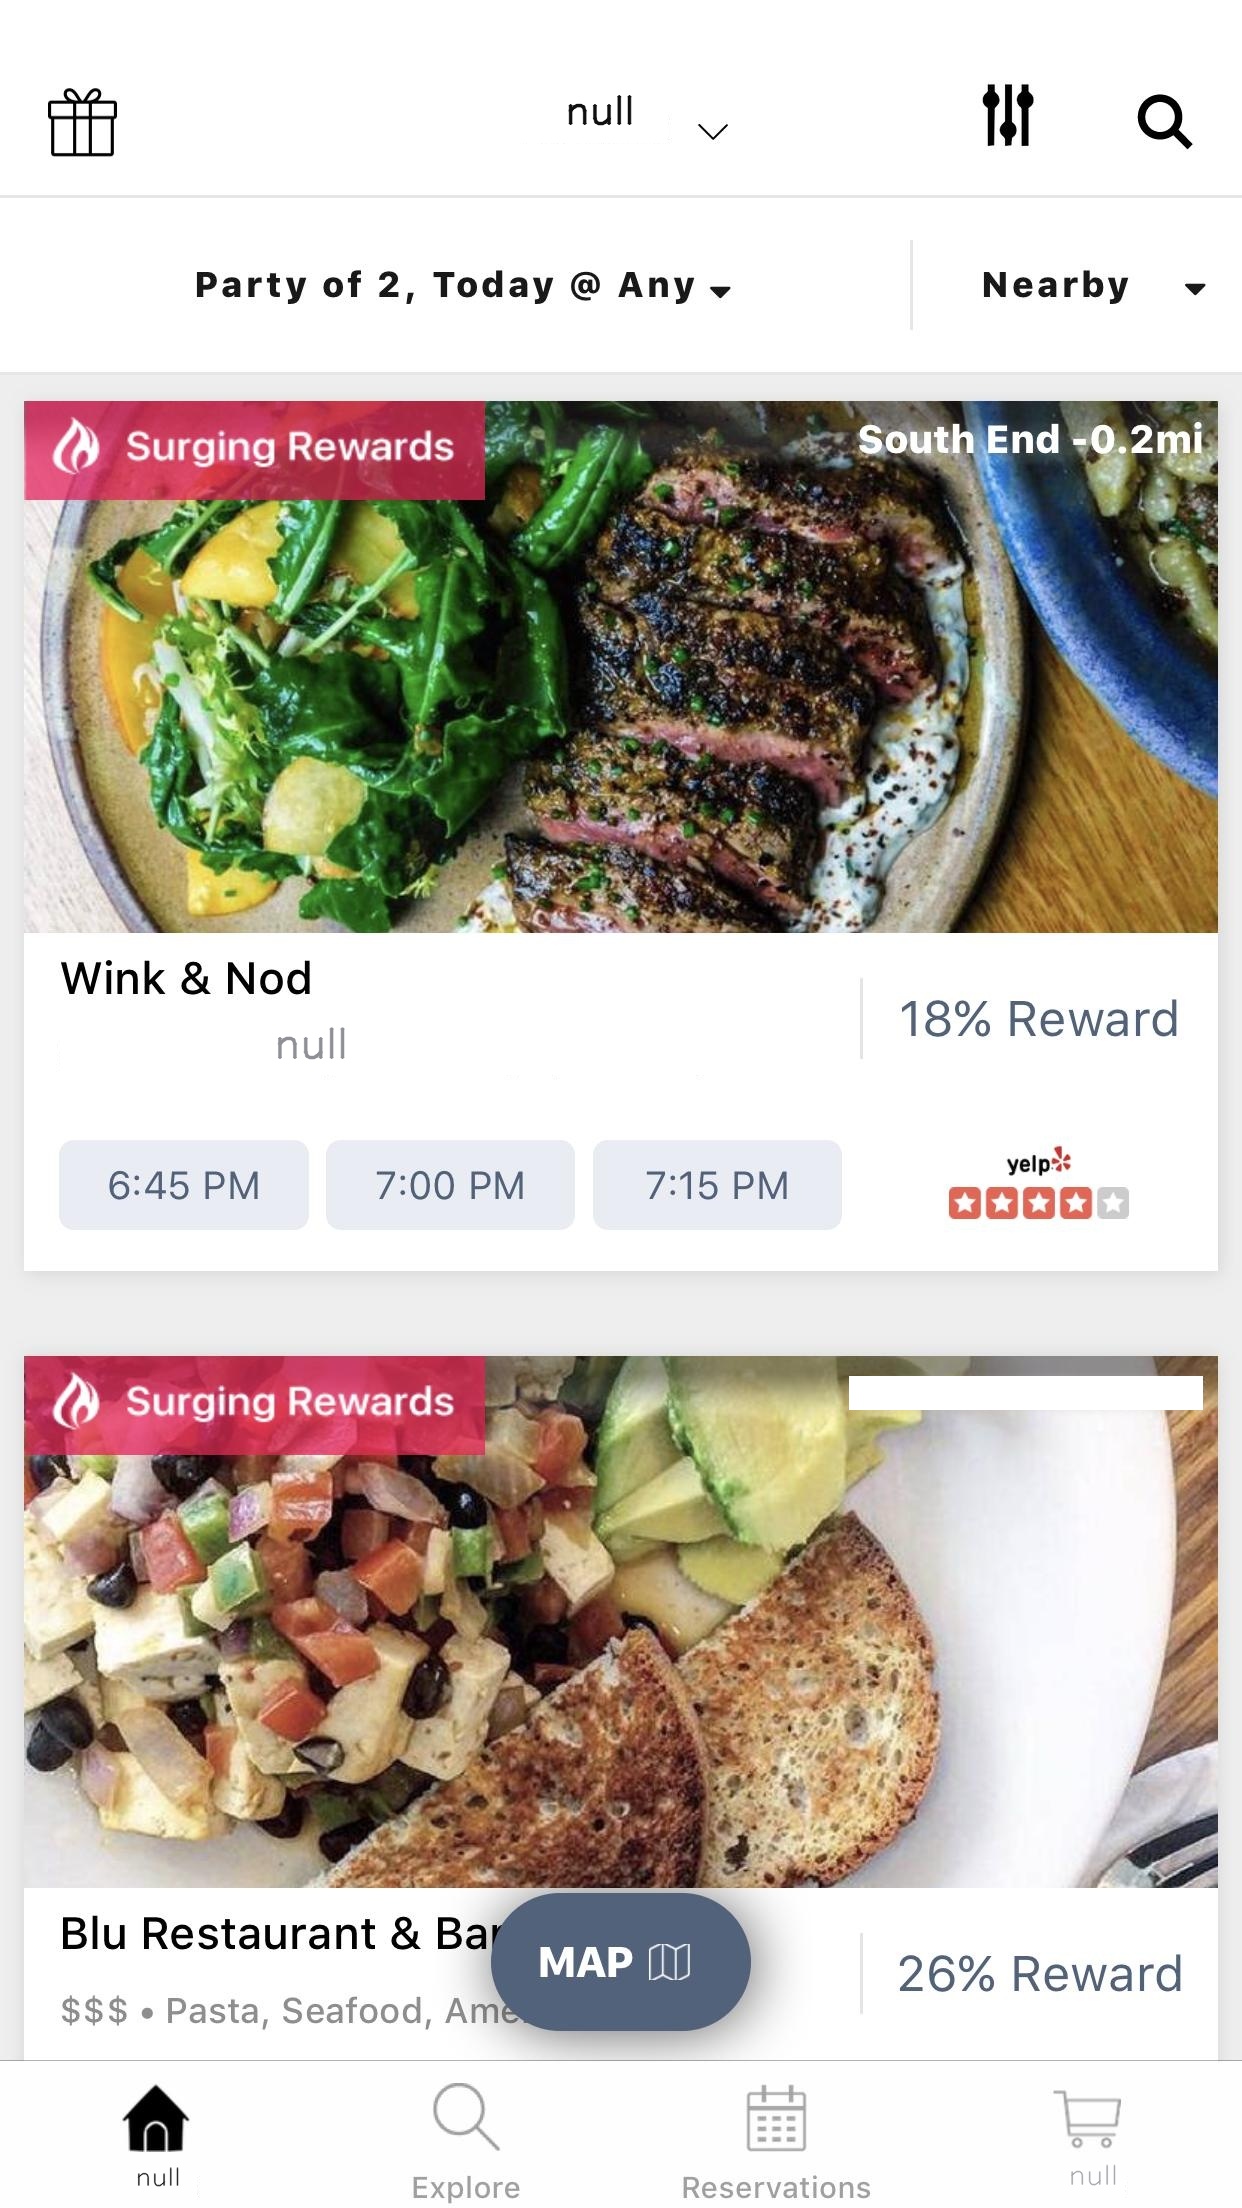 null
Party of 2, Today @ Any
Nearby
Surging Rewards
South End -0.2mi
Wink & Nod
18% Reward
null
6:45 PM
7:00 PM
7:15 PM
yelp
Surging Rewards
Blu Restaurant & Bar
MAP
26% Reward
$$$ • Pasta, Seafood, Ame
null
Explore
Reservations
null